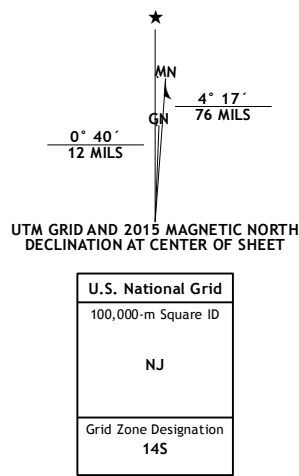 ★
MN
4° 17´
76 MILS
GN
0° 40´
12 MILS
UTM GRID AND 2015 MAGNETIC NORTH
DECLINATION AT CENTER OF SHEET
U.S. National Grid
100,000-m Square ID
NJ
Grid Zone Designation
14S